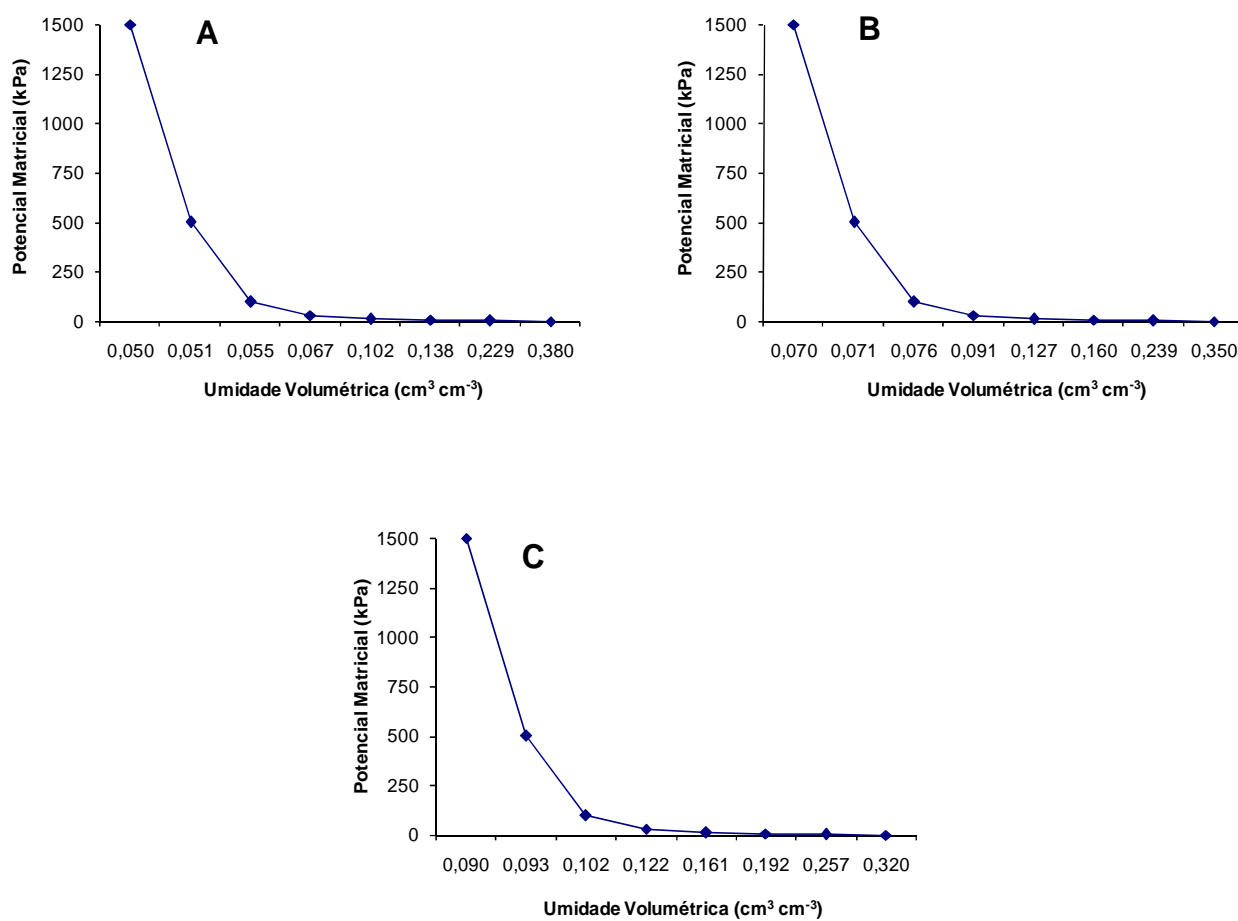 A
Potencial Matricial (kPa)
1500
1250
1000
750
500
250
0
0,050 0,051 0,055 0,067 0,102 0,138 0,229 0,380
Umidade Volumétrica (cm³ cm⁻³)
B
Potencial Matricial (kPa)
1500
1250
1000
750
500
250
0
0,070 0,071 0,076 0,091 0,127 0,160 0,239 0,350
Umidade Volumétrica (cm³ cm⁻³)
C
Potencial Matricial (kPa)
1500
1250
1000
750
500
250
0
0,090 0,093 0,102 0,122 0,161 0,192 0,257 0,320
Umidade Volumétrica (cm³ cm⁻³)